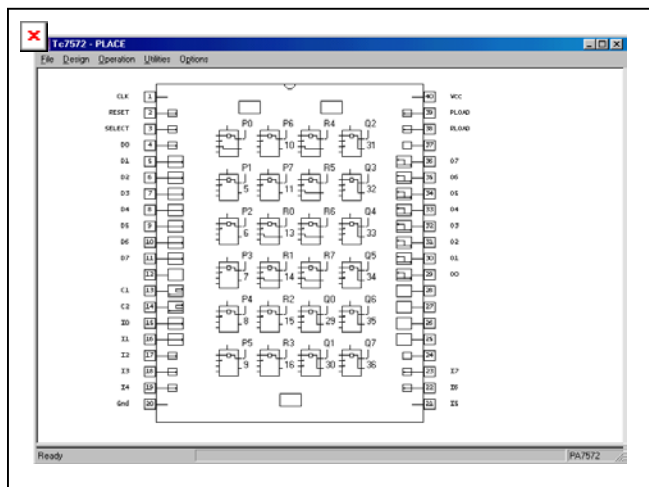 Tc7572 - PLACE
File Design Operation Utilities Options
CLK 1 40 VCC
RESET 2 P0 P6 R4 Q2 39 PLOAD
SELECT 3 38 PLOAD
D0 4 10 31 37
D1 5 P1 P7 R5 Q3 36 O7
D2 6 5 11 32 35 O6
D3 7 34 O5
D4 8 P2 R0 R6 Q4 33 O4
D5 9 6 13 33 32 O3
D6 10 31 O2
D7 11 P3 R1 R7 Q5 30 O1
12 7 14 34 29 O0
C1 13 28
C2 14 P4 R2 Q0 Q6 27
I0 15 8 15 29 35 26
I1 16 25
I2 17 P5 R3 Q1 Q7 24
I3 18 9 16 30 36 23 I7
I4 19 22 I6
Gnd 20 21 I5
Ready PA7572